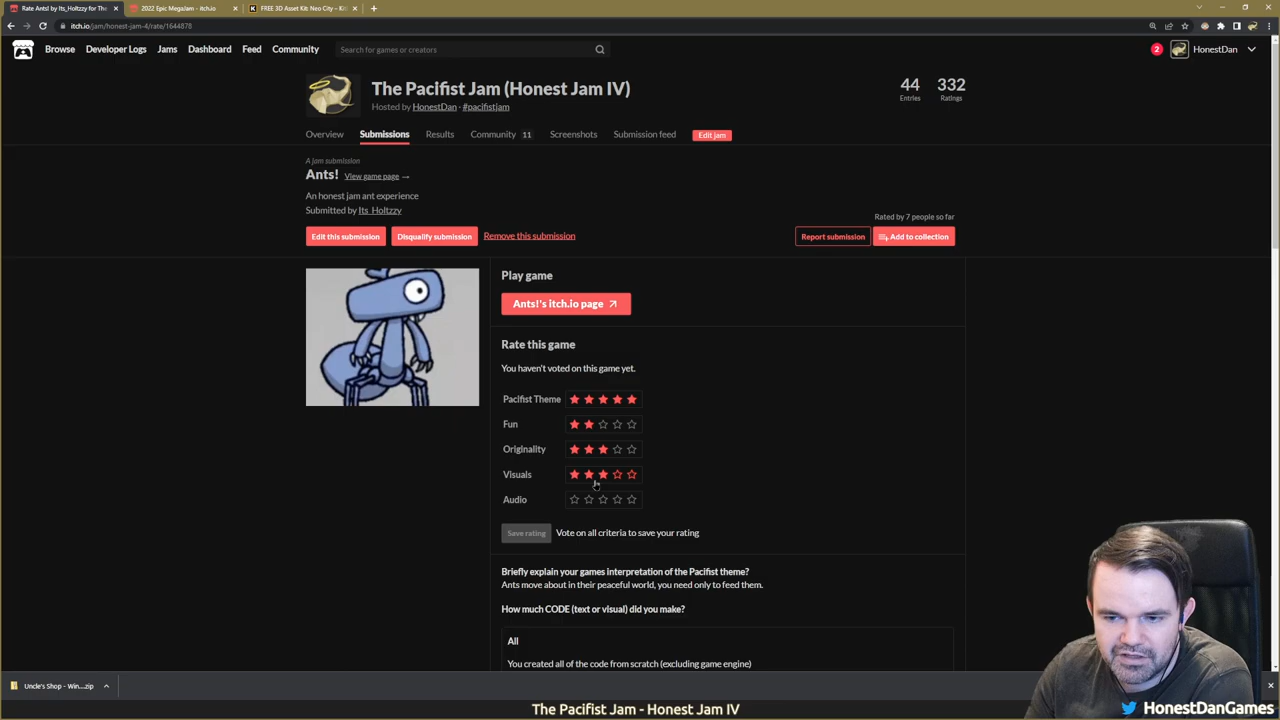 Rate Ants! by Its_Holtzzy for The
2022 Epic MegaJam - itch.io
FREE 3D Asset Kit: Neo City - Ki
itch.io/jam/honest-jam-4/rate/1644878
Browse
Developer Logs
Jams
Dashboard
Feed
Community
Search for games or creators
2
HonestDan
The Pacifist Jam (Honest Jam IV)
Hosted by HonestDan · #pacifistjam
44
Entries
332
Ratings
Overview
Submissions
Results
Community 11
Screenshots
Submission feed
Edit jam
A jam submission
Ants! View game page →
An honest jam ant experience
Submitted by Its_Holtzzy
Rated by 7 people so far
Edit this submission
Disqualify submission
Remove this submission
Report submission
Add to collection
Play game
Ants!'s itch.io page
Rate this game
You haven't voted on this game yet.
Pacifist Theme
Fun
Originality
Visuals
Audio
Save rating
Vote on all criteria to save your rating
Briefly explain your games interpretation of the Pacifist theme?
Ants move about in their peaceful world, you need only to feed them.
How much CODE (text or visual) did you make?
All
You created all of the code from scratch (excluding game engine)
Uncle's Shop - Win....zip
The Pacifist Jam - Honest Jam IV
HonestDanGames